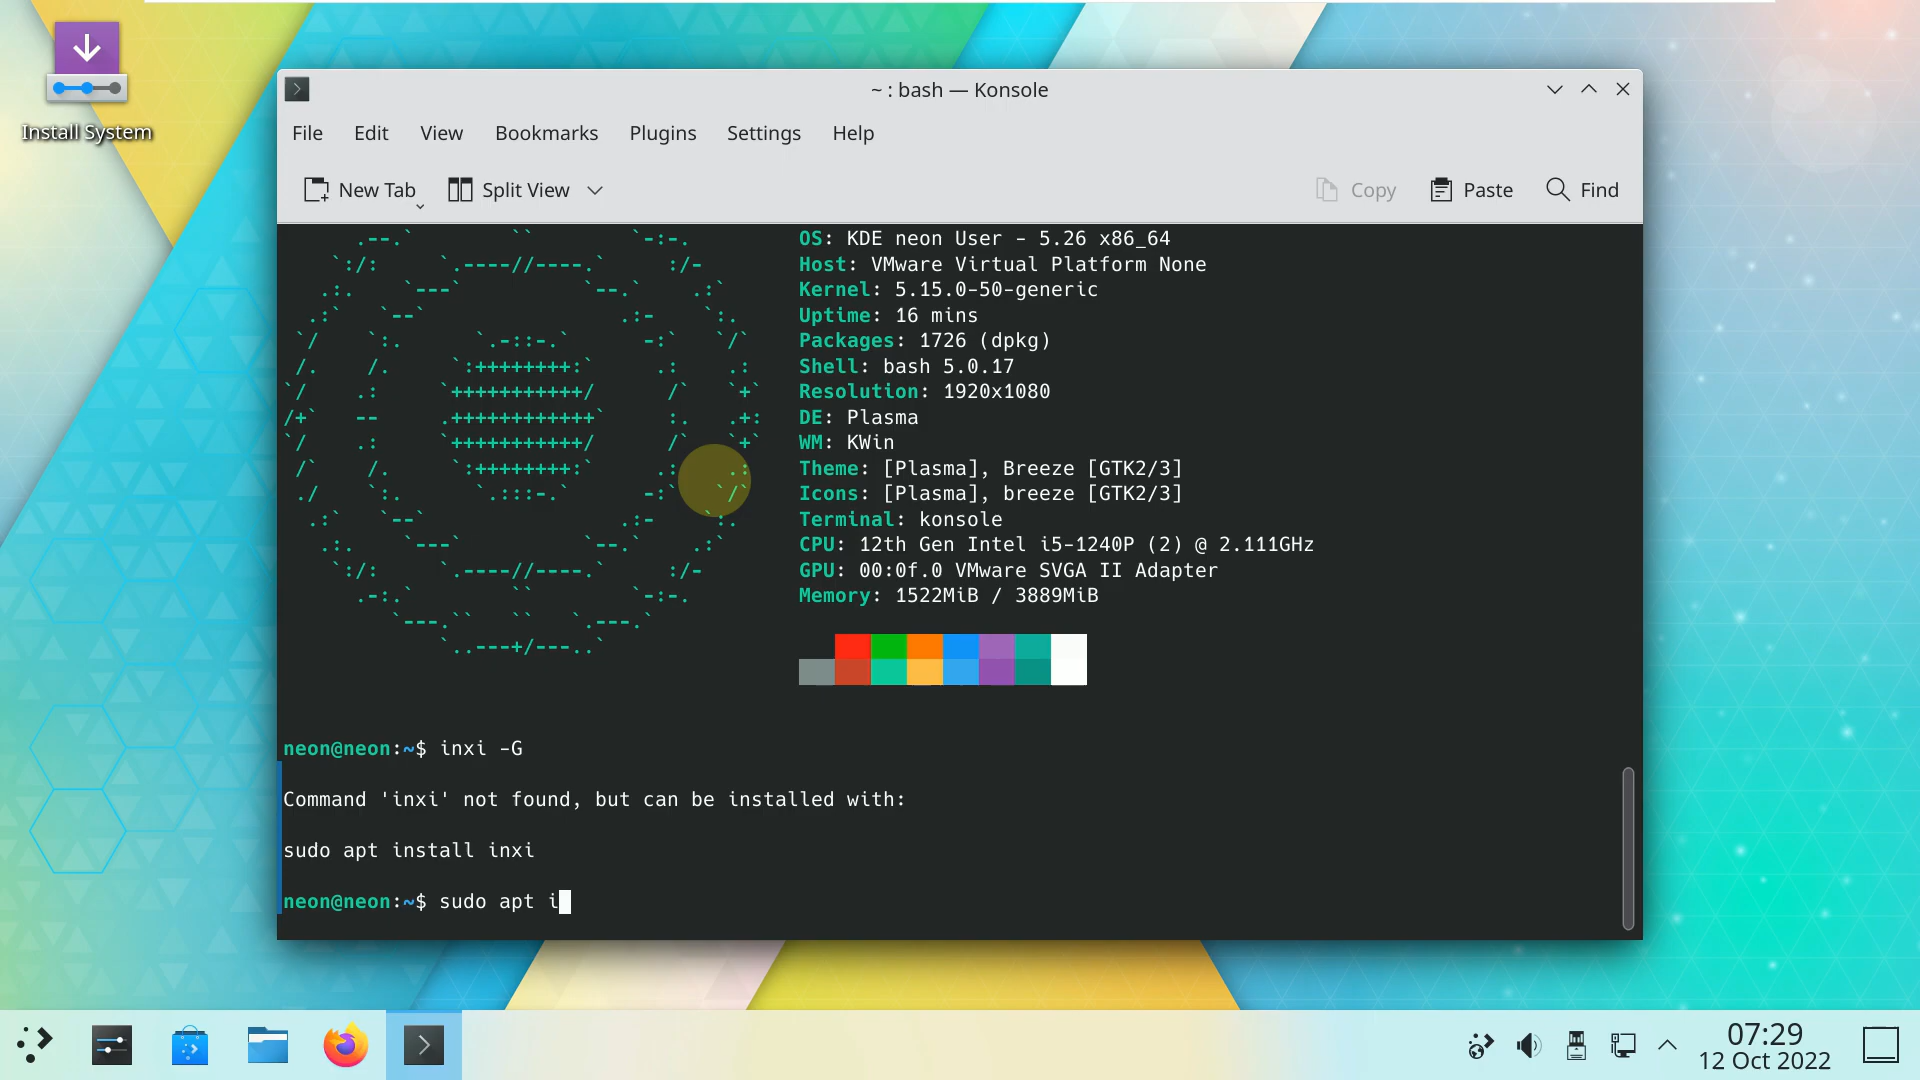 Install System
~ : bash — Konsole
File Edit View Bookmarks Plugins Settings Help
New Tab Split View Copy Paste Find
OS: KDE neon User - 5.26 x86_64
Host: VMware Virtual Platform None
Kernel: 5.15.0-50-generic
Uptime: 16 mins
Packages: 1726 (dpkg)
Shell: bash 5.0.17
Resolution: 1920x1080
DE: Plasma
WM: KWin
Theme: [Plasma], Breeze [GTK2/3]
Icons: [Plasma], breeze [GTK2/3]
Terminal: konsole
CPU: 12th Gen Intel i5-1240P (2) @ 2.111GHz
GPU: 00:0f.0 VMware SVGA II Adapter
Memory: 1522MiB / 3889MiB
neon@neon:~$ inxi -G
Command 'inxi' not found, but can be installed with:
sudo apt install inxi
neon@neon:~$ sudo apt i
07:29
12 Oct 2022